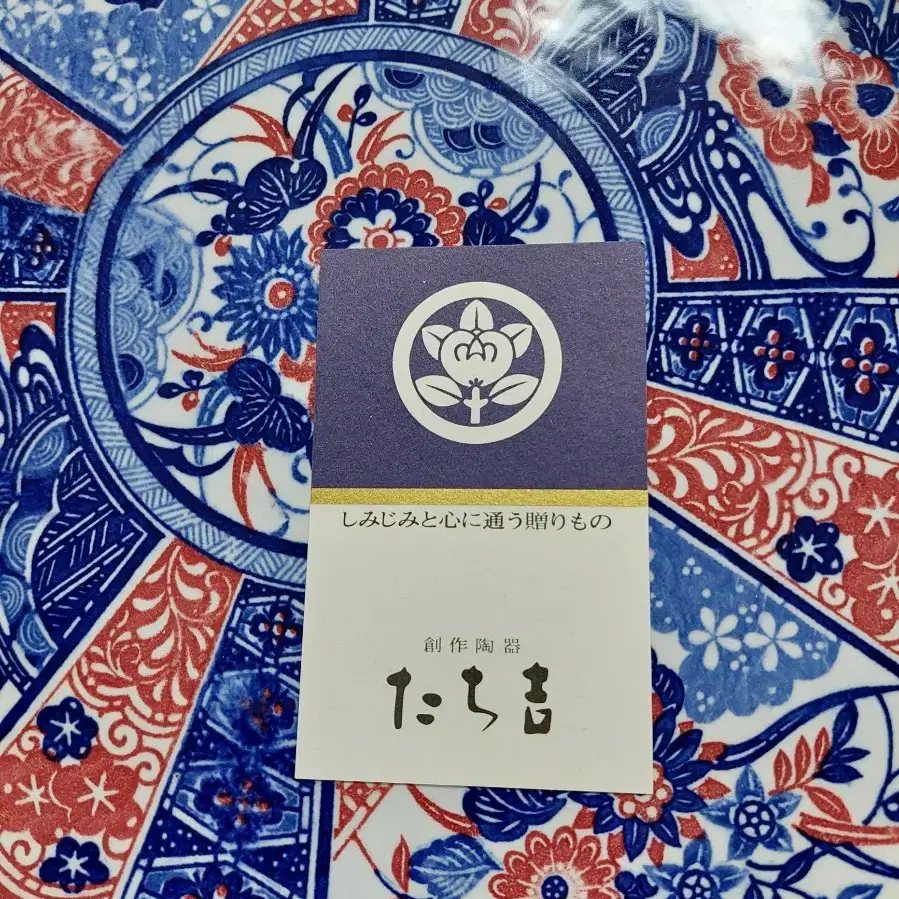 しみじみと心に通う贈りもの
創作陶器
たち吉